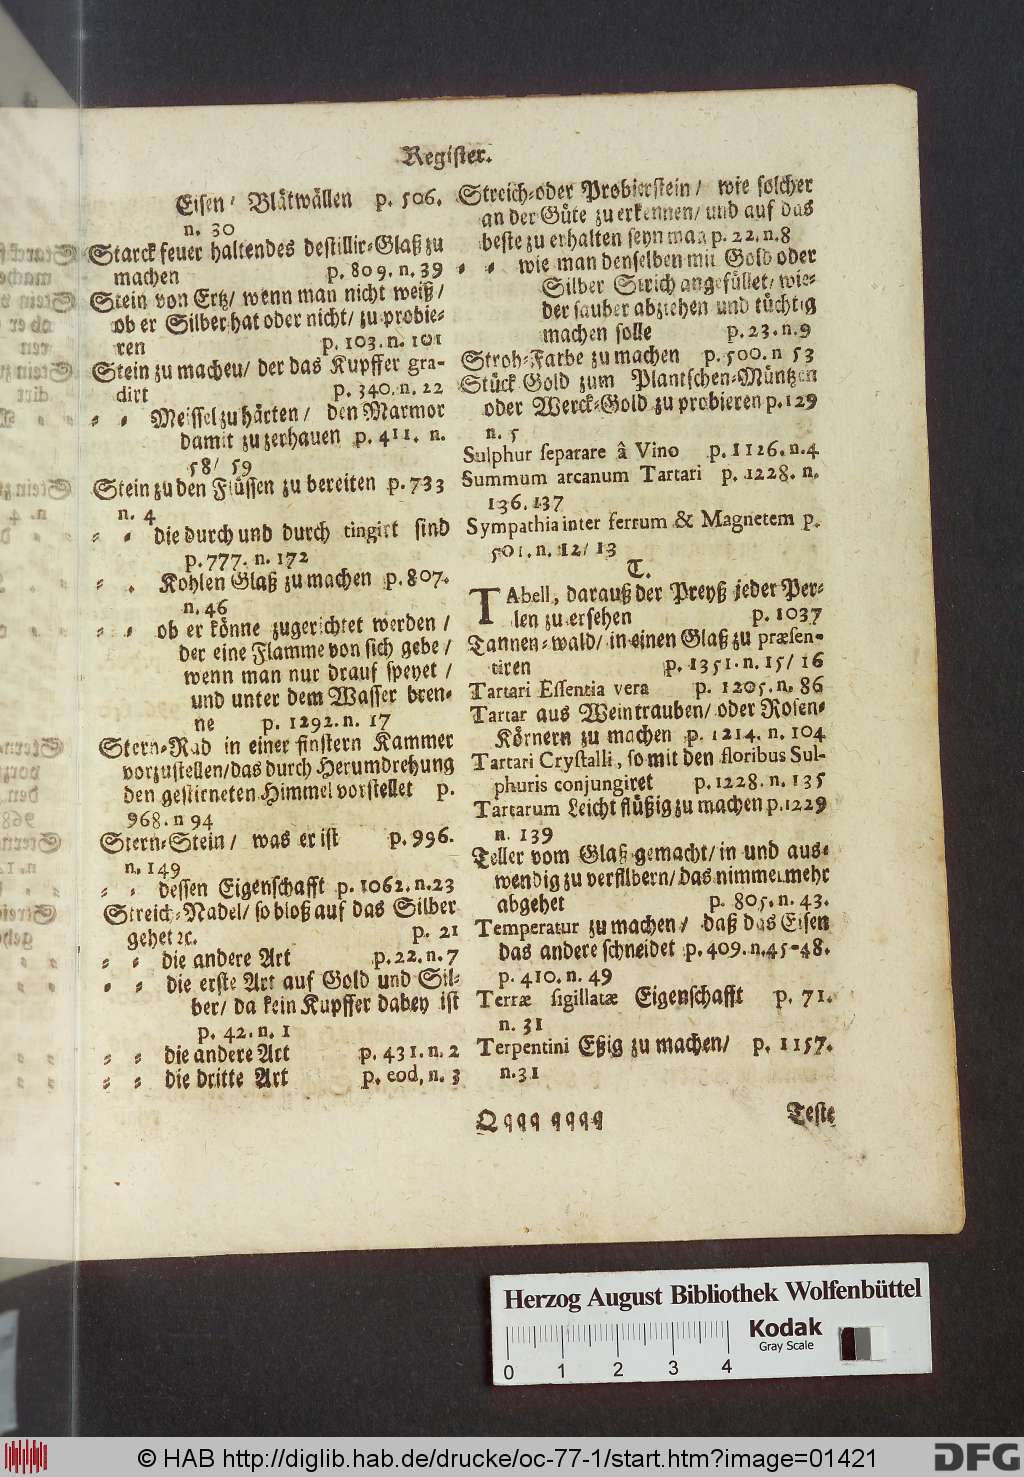 Register.
Eisen / Blätwällen p. 506.
n. 30
Starck feuer haltendes destillir-Glaß zu
machen p. 809. n. 39
Stein von Ertz / wenn man nicht weiß /
ob er Silber hat oder nicht / zu probie-
ren p. 103. n. 101
Stein zu macheu / der das Kupffer gra-
dirt p. 340. n. 22
= = Meissel zu härten / den Marmor
damit zu zerhauen p. 411. n.
58 / 59
Stein zu den Flüssen zu bereiten p. 733
n. 4
= = die durch und durch tingirt sind
p. 777. n. 172
= = Kohlen Glaß zu machen p. 807.
n. 46
= = ob er könne zugerichtet werden /
der eine Flamme von sich gebe /
wenn man nur drauf speyet /
und unter dem Wasser bren-
ne p. 1292. n. 17
Stern-Rad in einer finstern Kammer
vorzustellen / das durch Herumdrehung
den gestirneten Himmel vorstellet p.
968. n 94
Stern-Stein / was er ist p. 996.
n. 149
= = dessen Eigenschafft p. 1062. n. 23
Streich-Nadel / so bloß auf das Silber
gehet ꝛc. p. 21
= = die andere Art p. 22. n. 7
= = die erste Art auf Gold und Sil-
ber / da kein Kupffer dabey ist
p. 42. n. 1
= = die andere Art p. 431. n. 2
= = die dritte Art p. eod, n. 3
Streich-oder Probierstein / wie solcher
an der Güte zu erkennen / und auf das
beste zu erhalten seyn mag p. 22. n. 8
= = wie man denselben mit Gold oder
Silber Strich angefüllet / wie-
der sauber abziehen und tüchtig
machen solle p. 23. n. 9
Stroh-Farbe zu machen p. 500. n 53
Stück Gold zum Plantschen-Müntzen
oder Werck-Gold zu probieren p. 129
n. 5
Sulphur separare â Vino p. 1126. n. 4
Summum arcanum Tartari p. 1228. n.
136. 137
Sympathia inter ferrum & Magnetem p.
501. n. 12 / 13
T.
TAbell, darauß der Preyß jeder Per-
len zu ersehen p. 1037
Tannen-wald / in einen Glaß zu præsen-
tiren p. 1351. n. 15 / 16
Tartari Essentia vera p. 1205. n. 86
Tartar aus Weintrauben / oder Rosen-
Körnern zu machen p. 1214. n. 104
Tartari Crystalli, so mit den floribus Sul-
phuris conjungiret p. 1228. n. 135
Tartarum Leicht flüßig zu machen p. 1229
n. 139
Teller vom Glaß gemacht / in und aus-
wendig zu versilbern / das nimmermehr
abgehet p. 805. n. 43.
Temperatur zu machen / daß das Eisen
das andere schneidet p. 409. n. 45-48.
p. 410. n. 49
Terræ sigillatæ Eigenschafft p. 71.
n. 31
Terpentini Eßig zu machen / p. 1157.
n. 31
Qqqq qqqq
Teste
Herzog August Bibliothek Wolfenbüttel
Kodak
Gray Scale
0 1 2 3 4
© HAB http://diglib.hab.de/drucke/oc-77-1/start.htm?image=01421
DFG